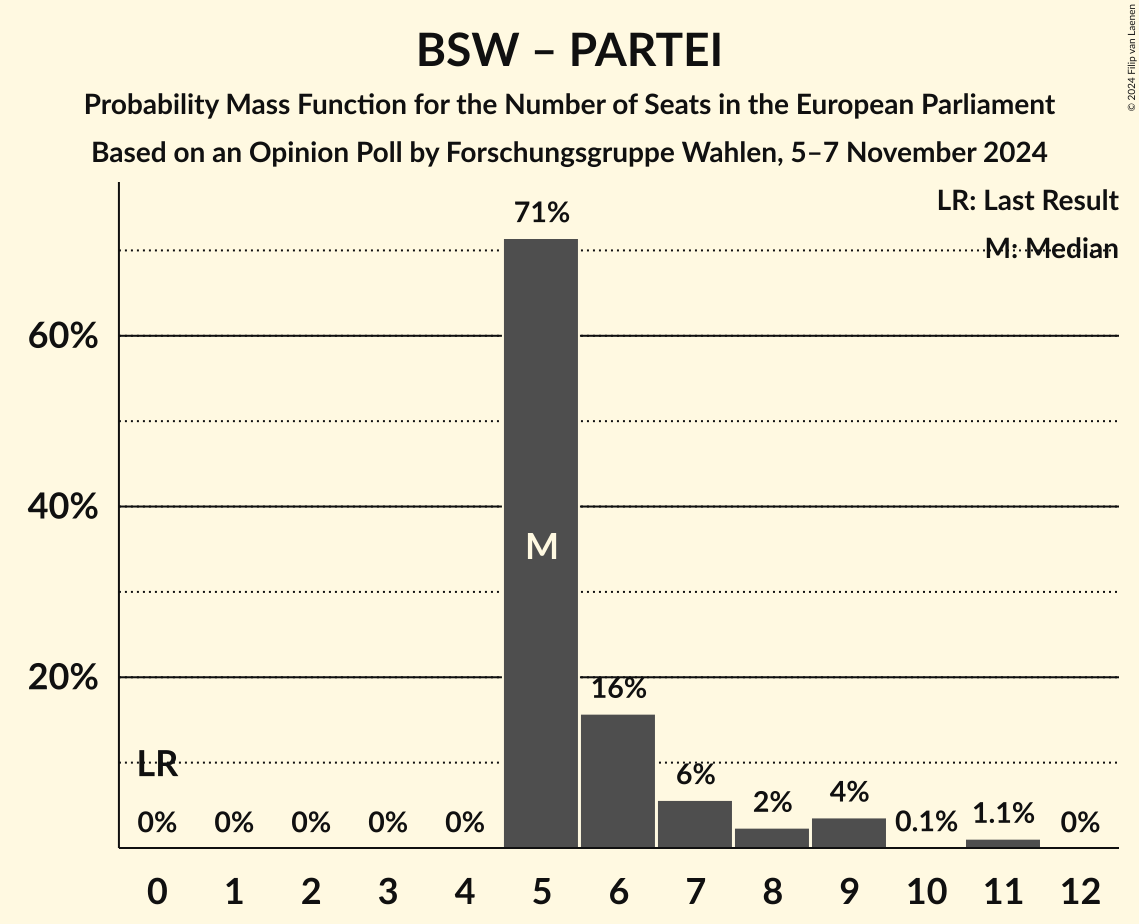 BSW – PARTEI
Probability Mass Function for the Number of Seats in the European Parliament
Based on an Opinion Poll by Forschungsgruppe Wahlen, 5–7 November 2024
© 2024 Filip van Laenen
LR: Last Result
M: Median
71%
60%
40%
M
20%
16%
LR
6%
2%
4%
0% 0% 0% 0% 0% 0.1% 1.1% 0%
0 1 2 3 4 5 6 7 8 9 10 11 12